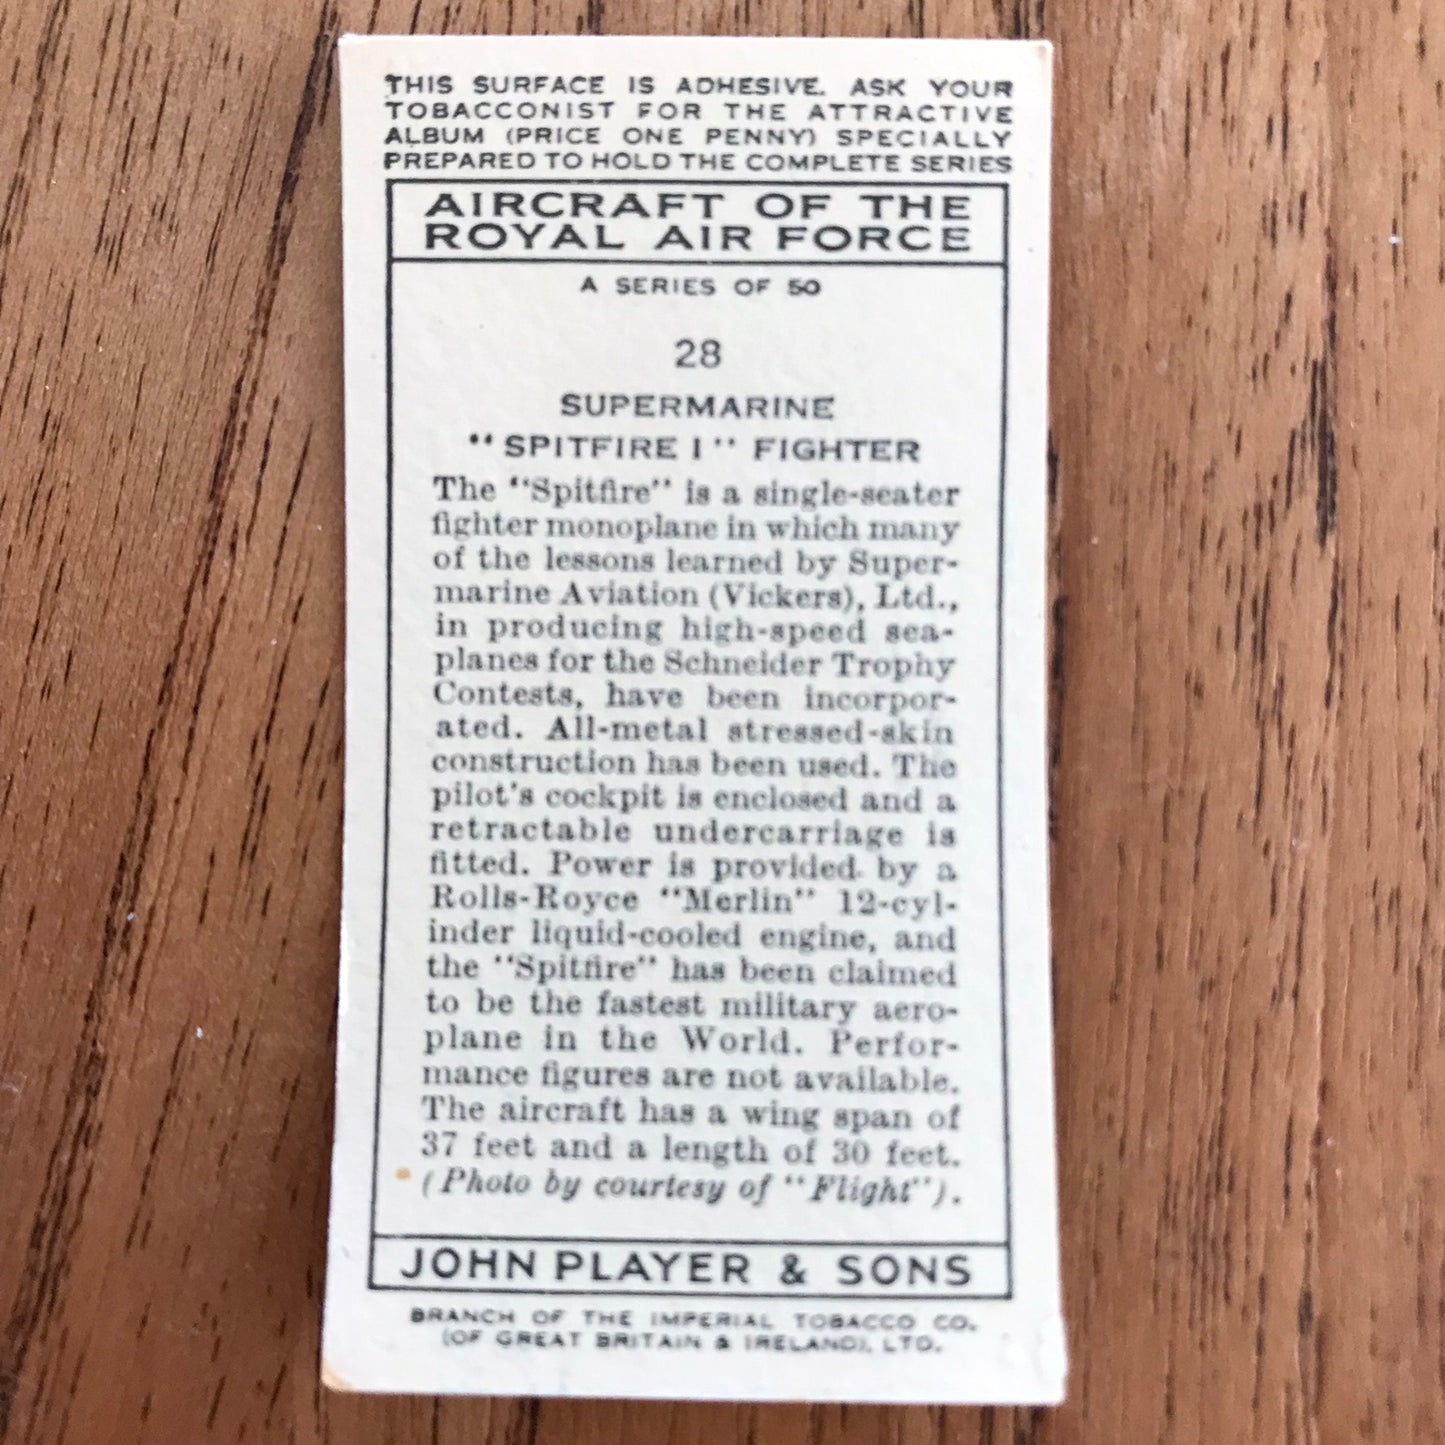 THIS SURFACE IS ADHESIVE. ASK YOUR
TOBACCONIST FOR THE ATTRACTIVE
ALBUM (PRICE ONE PENNY) SPECIALLY
PREPARED TO HOLD THE COMPLETE SERIES
AIRCRAFT OF THE
ROYAL AIR FORCE
A SERIES OF 50
28
SUPERMARINE
"SPITFIRE I" FIGHTER
The "Spitfire" is a single-seater
fighter monoplane in which many
of the lessons learned by Super-
marine Aviation (Vickers), Ltd.,
in producing high-speed sea-
planes for the Schneider Trophy
Contests, have been incorpor-
ated. All-metal stressed-skin
construction has been used. The
pilot's cockpit is enclosed and a
retractable undercarriage is
fitted. Power is provided by a
Rolls-Royce "Merlin" 12-cyl-
inder liquid-cooled engine, and
the "Spitfire" has been claimed
to be the fastest military aero-
plane in the World. Perfor-
mance figures are not available.
The aircraft has a wing span of
37 feet and a length of 30 feet.
(Photo by courtesy of "Flight").
JOHN PLAYER & SONS
BRANCH OF THE IMPERIAL TOBACCO CO.
(OF GREAT BRITAIN & IRELAND), LTD.